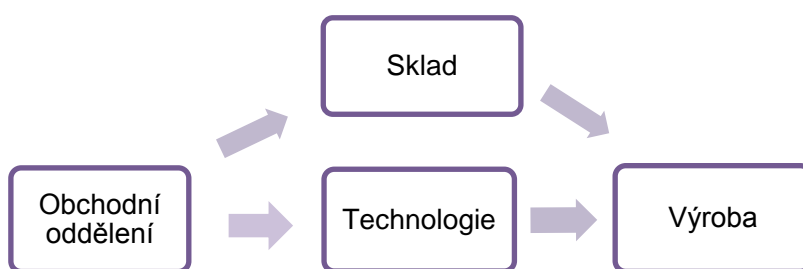 Sklad
Obchodní
oddělení
Technologie
Výroba